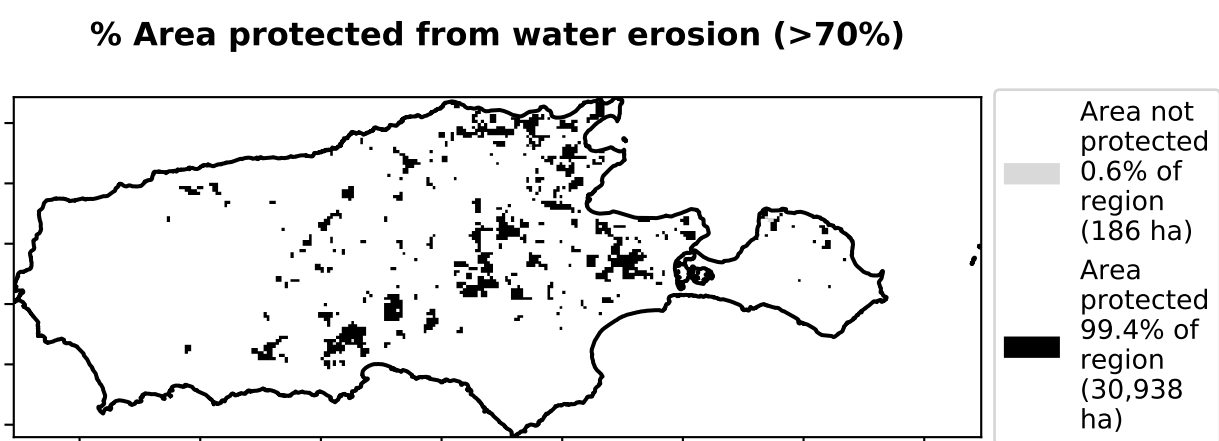 % Area protected from water erosion (>70%)
Area not
protected
0.6% of
region
(186 ha)
Area
protected
99.4% of
region
(30,938
ha)